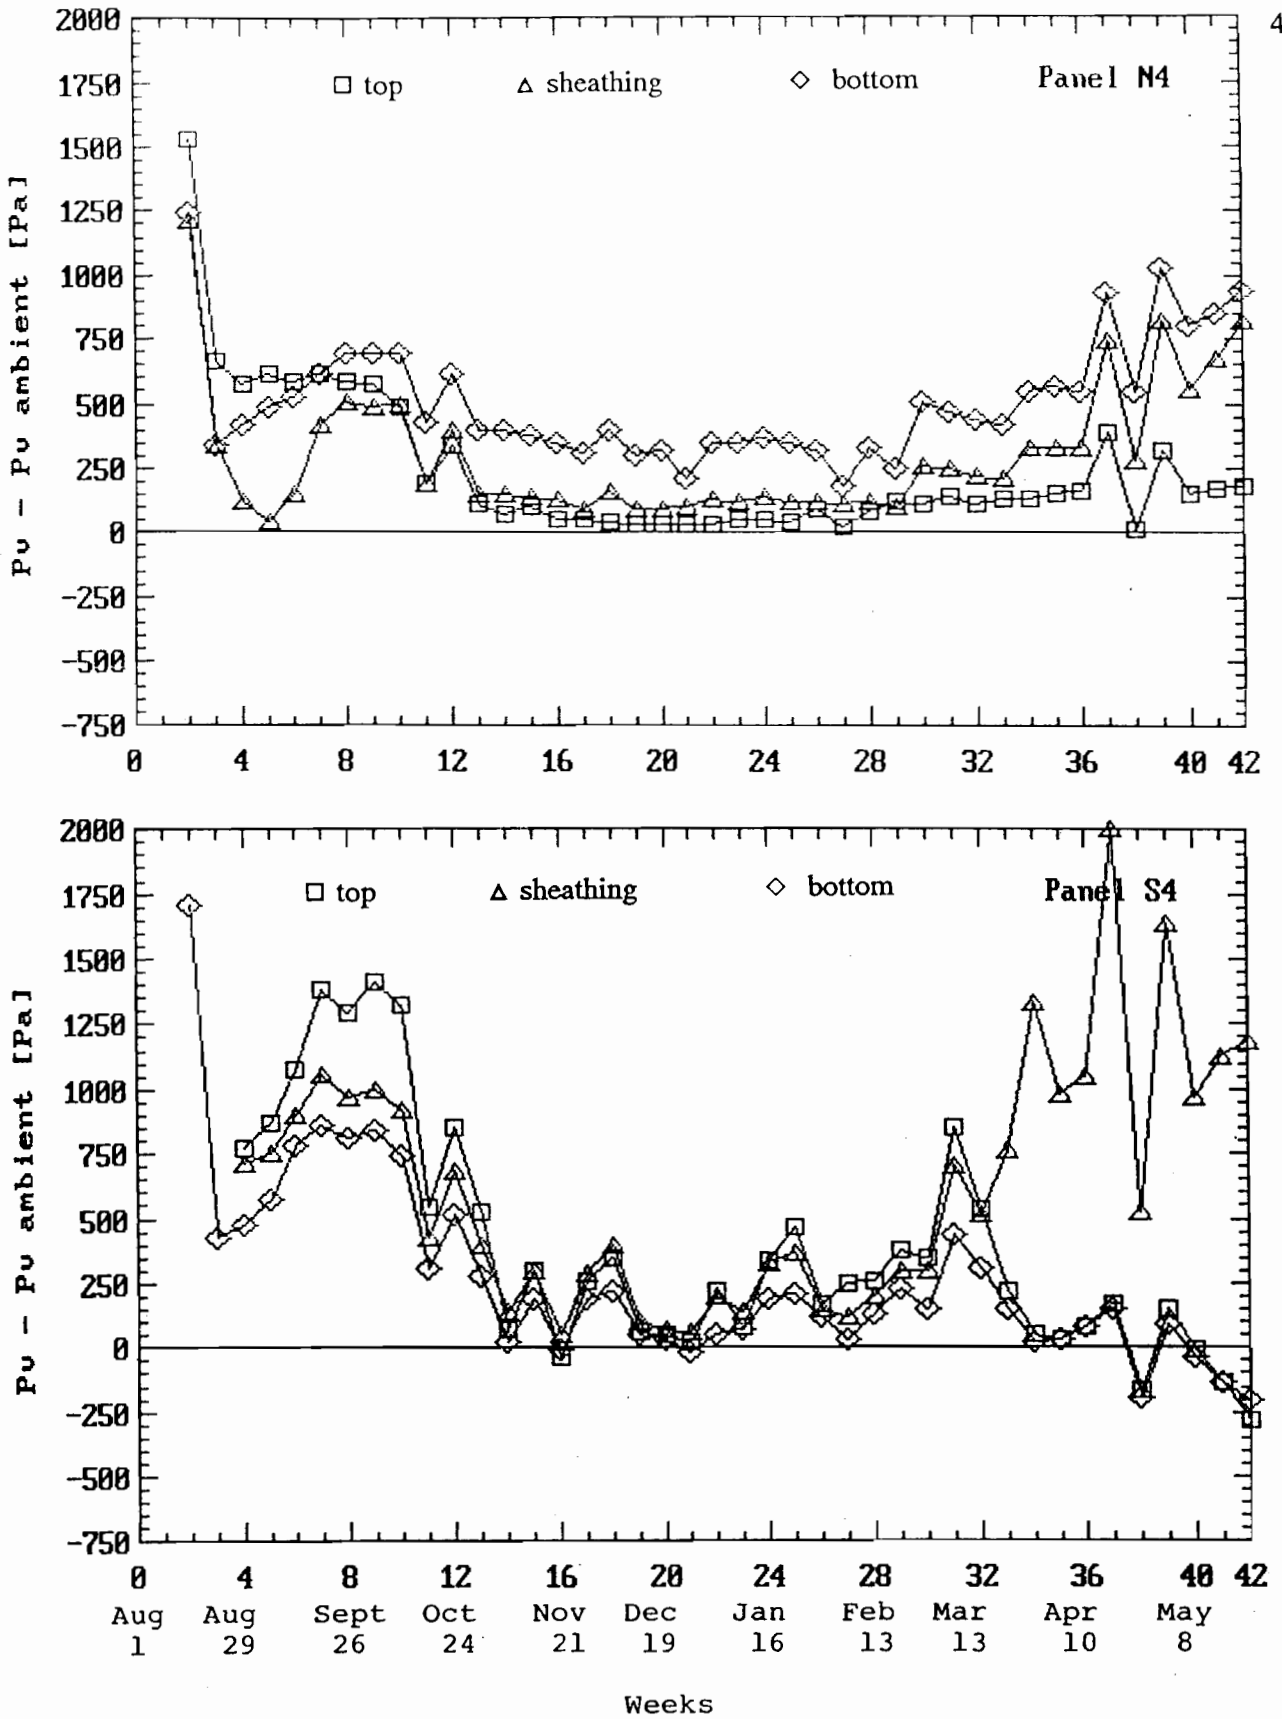 4
2000
□ top △ sheathing ◇ bottom Panel N4
1750
1500
1250
1000
750
500
250
0
-250
-500
-750
Pv - Pv ambient [Pa]
0 4 8 12 16 20 24 28 32 36 40 42
2000
□ top △ sheathing ◇ bottom Panel S4
1750
1500
1250
1000
750
500
250
0
-250
-500
-750
Pv - Pv ambient [Pa]
0 4 8 12 16 20 24 28 32 36 40 42
Aug Aug Sept Oct Nov Dec Jan Feb Mar Apr May
1 29 26 24 21 19 16 13 13 10 8
Weeks